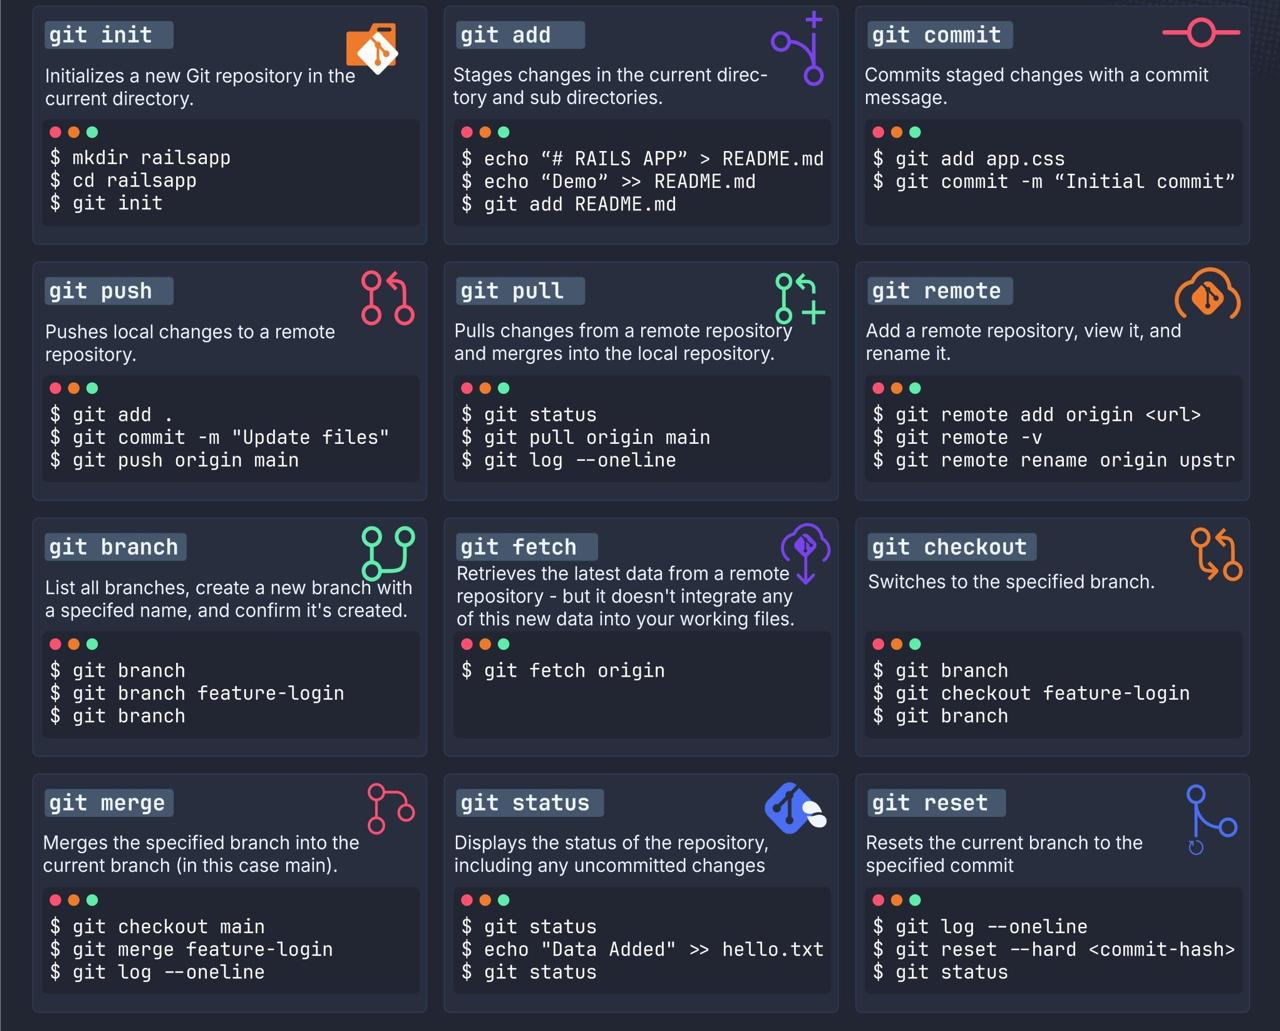 git init
Initializes a new Git repository in the
current directory.
$ mkdir railsapp
$ cd railsapp
$ git init
git add
Stages changes in the current direc-
tory and sub directories.
$ echo “# RAILS APP” > README.md
$ echo “Demo” >> README.md
$ git add README.md
git commit
Commits staged changes with a commit
message.
$ git add app.css
$ git commit -m “Initial commit”
git push
Pushes local changes to a remote
repository.
$ git add .
$ git commit -m "Update files"
$ git push origin main
git pull
Pulls changes from a remote repository
and mergres into the local repository.
$ git status
$ git pull origin main
$ git log --oneline
git remote
Add a remote repository, view it, and
rename it.
$ git remote add origin <url>
$ git remote -v
$ git remote rename origin upstr
git branch
List all branches, create a new branch with
a specifed name, and confirm it's created.
$ git branch
$ git branch feature-login
$ git branch
git fetch
Retrieves the latest data from a remote
repository - but it doesn't integrate any
of this new data into your working files.
$ git fetch origin
git checkout
Switches to the specified branch.
$ git branch
$ git checkout feature-login
$ git branch
git merge
Merges the specified branch into the
current branch (in this case main).
$ git checkout main
$ git merge feature-login
$ git log --oneline
git status
Displays the status of the repository,
including any uncommitted changes
$ git status
$ echo "Data Added" >> hello.txt
$ git status
git reset
Resets the current branch to the
specified commit
$ git log --oneline
$ git reset --hard <commit-hash>
$ git status